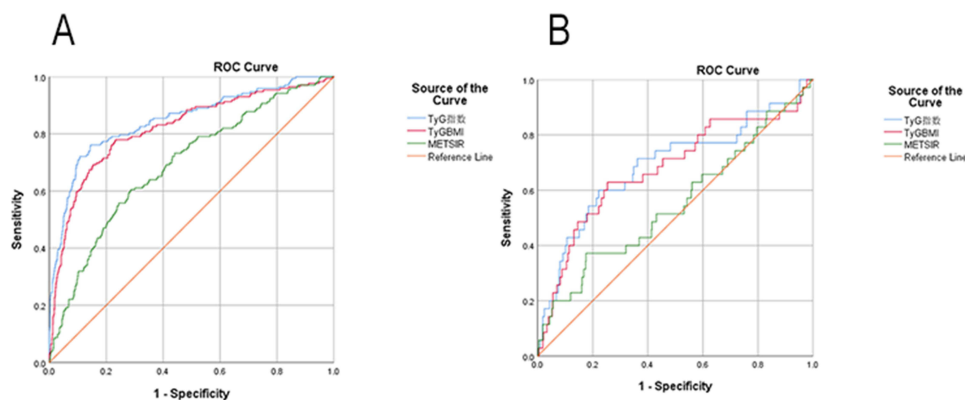 A
ROC Curve
Sensitivity
1.0
0.8
0.6
0.4
0.2
0.0
0.0 0.2 0.4 0.6 0.8 1.0
1 - Specificity
Source of the
Curve
TyG指数
TyGBMI
METSIR
Reference Line
B
ROC Curve
Sensitivity
1.0
0.8
0.6
0.4
0.2
0.0
0.0 0.2 0.4 0.6 0.8 1.0
1 - Specificity
Source of the
Curve
TyG指数
TyGBMI
METSIR
Reference Line